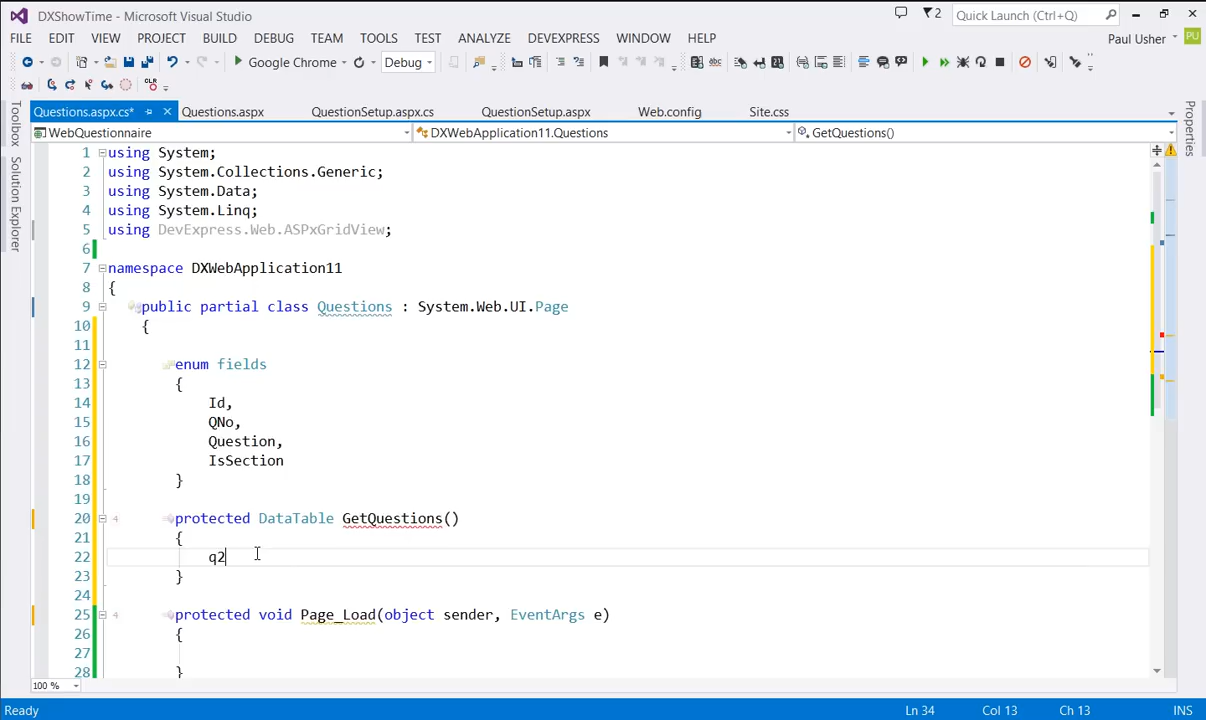 DXShowTime - Microsoft Visual Studio
2
Quick Launch (Ctrl+Q)
FILE EDIT VIEW PROJECT BUILD DEBUG TEAM TOOLS TEST ANALYZE DEVEXPRESS WINDOW HELP
Paul Usher
PU
Google Chrome
Debug
Questions.aspx.cs* Questions.aspx QuestionSetup.aspx.cs QuestionSetup.aspx Web.config Site.css
WebQuestionnaire DXWebApplication11.Questions GetQuestions()
Toolbox
Solution Explorer
Properties
1 using System;
2 using System.Collections.Generic;
3 using System.Data;
4 using System.Linq;
5 using DevExpress.Web.ASPxGridView;
6
7 namespace DXWebApplication11
8 {
9 public partial class Questions : System.Web.UI.Page
10 {
11
12 enum fields
13 {
14 Id,
15 QNo,
16 Question,
17 IsSection
18 }
19
20 protected DataTable GetQuestions()
21 {
22 q2
23 }
24
25 protected void Page_Load(object sender, EventArgs e)
26 {
27
28 }
100 %
Ready Ln 34 Col 13 Ch 13 INS